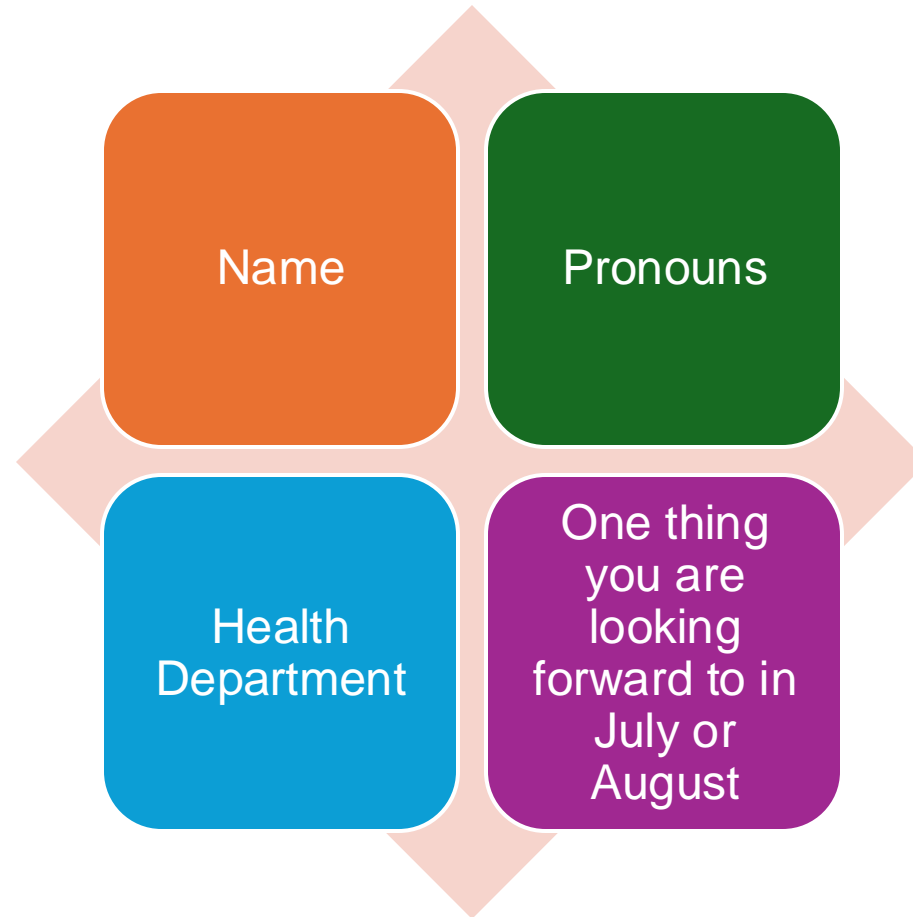 Name
Pronouns
Health
Department
One thing
you are
looking
forward to in
July or
August